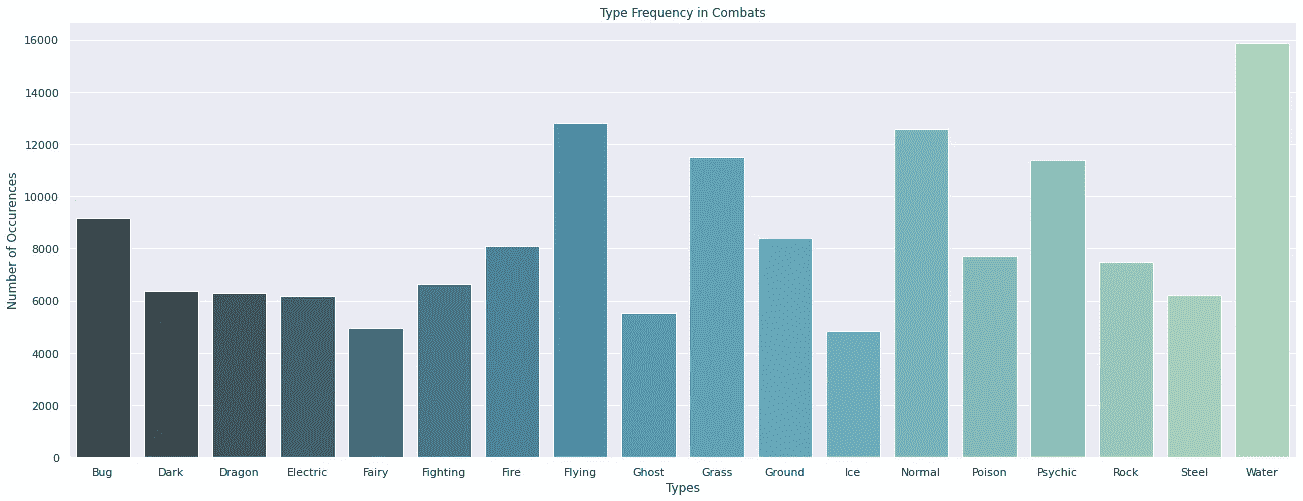 Type Frequency in Combats
16000
14000
12000
10000
8000
6000
4000
2000
0
Number of Occurences
Bug Dark Dragon Electric Fairy Fighting Fire Flying Ghost Grass Ground Ice Normal Poison Psychic Rock Steel Water
Types